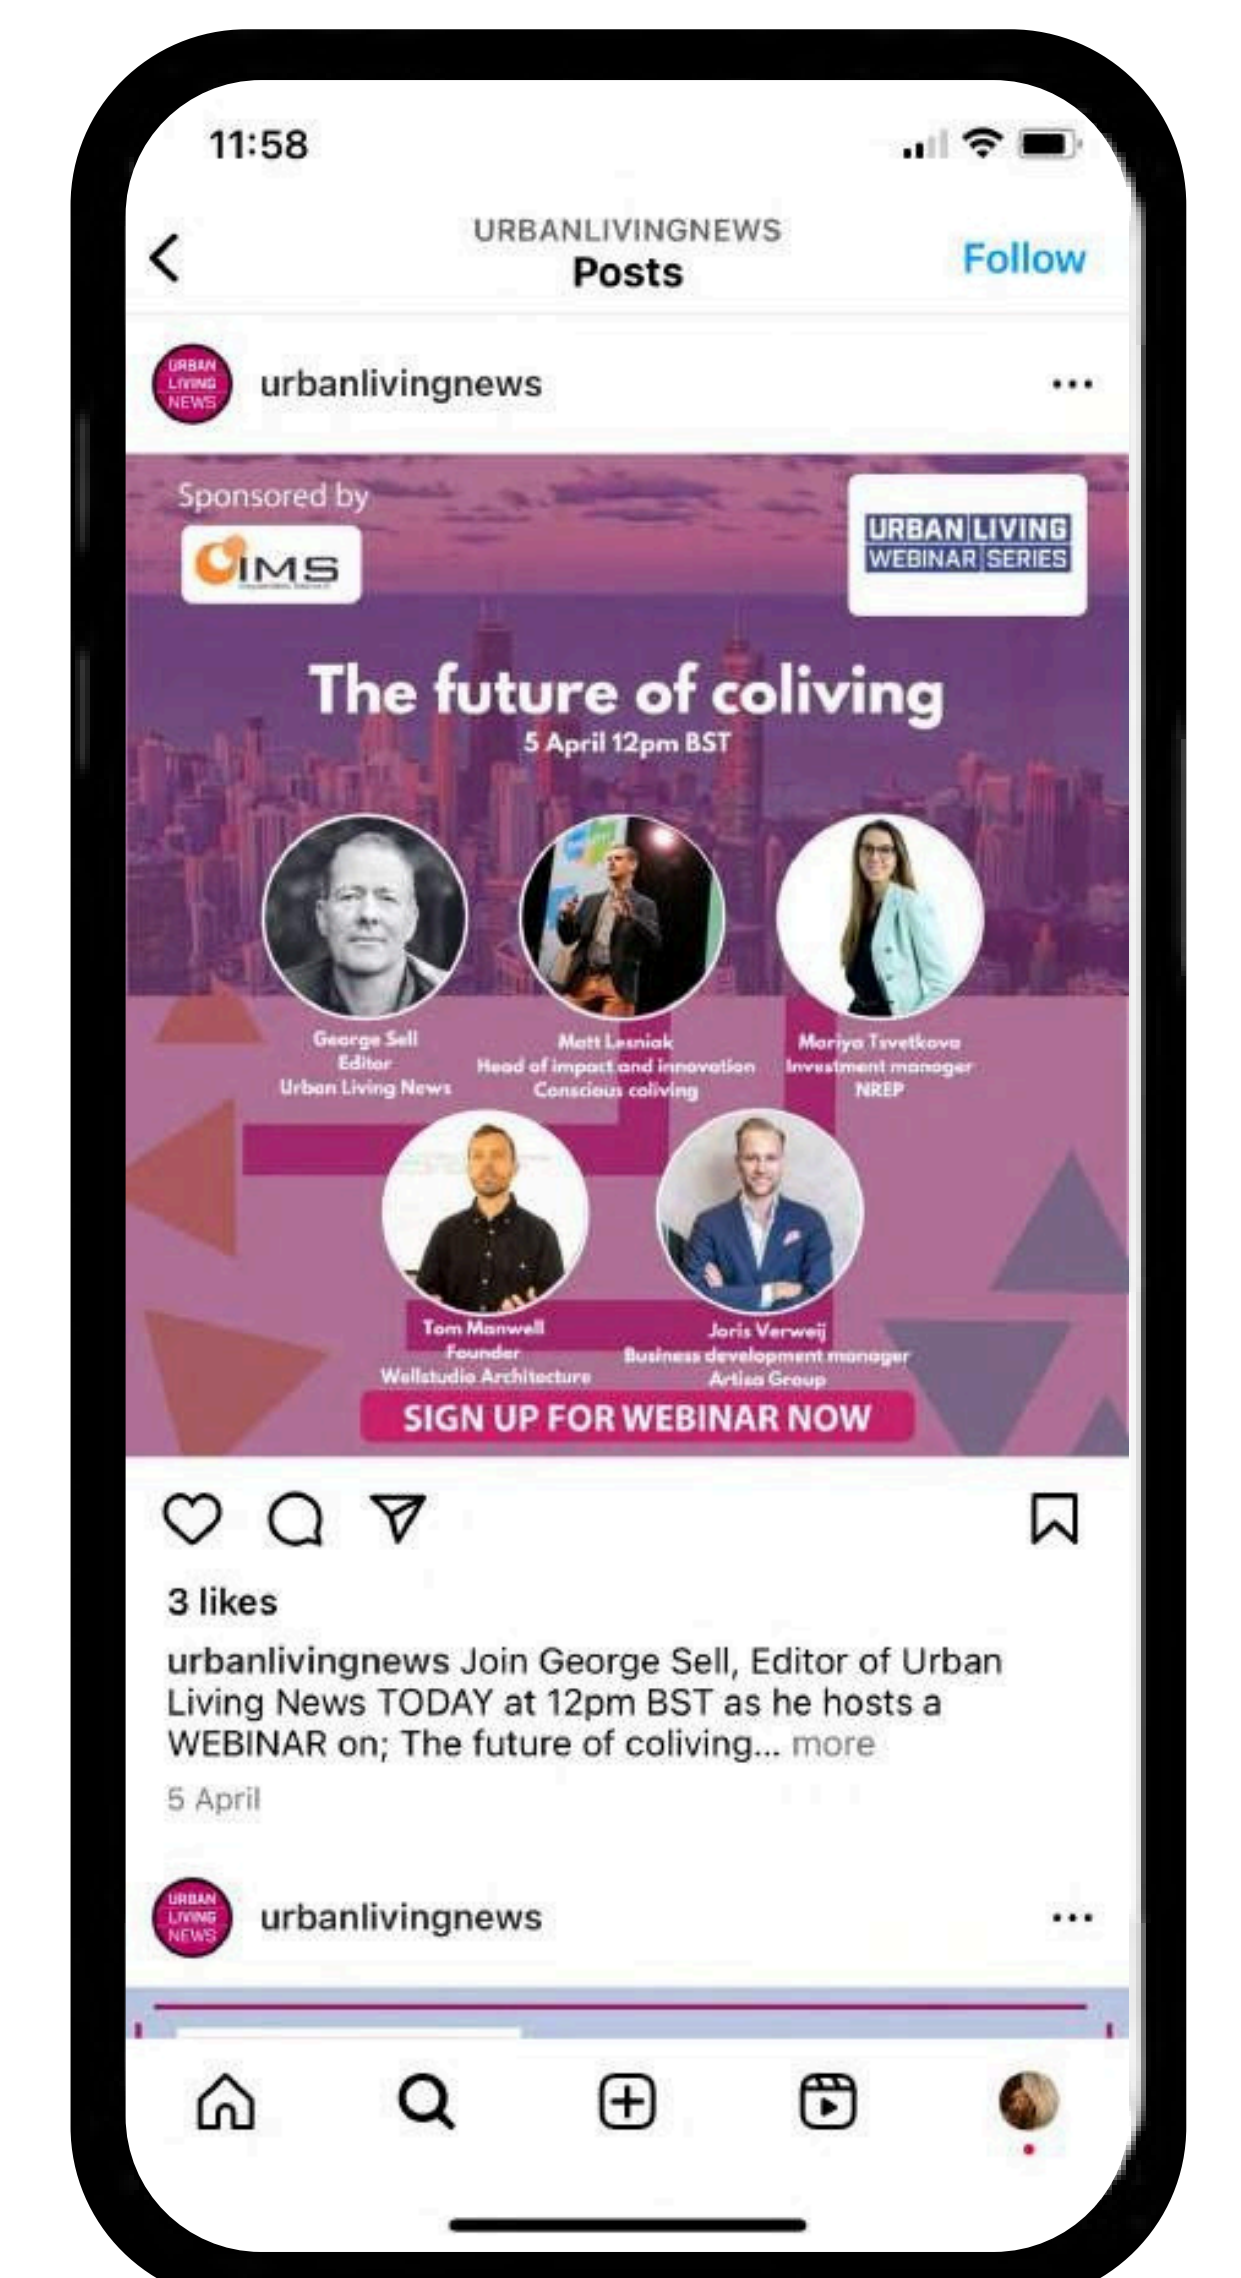 11:58
URBANLIVINGNEWS
Posts
Follow
URBAN
LIVING
NEWS
urbanlivingnews
Sponsored by
IMS
URBAN LIVING
WEBINAR SERIES
The future of coliving
5 April 12pm BST
George Sell
Editor
Urban Living News
Matt Lesniak
Head of impact and innovation
Conscious coliving
Mariya Tsvetkova
Investment manager
NREP
Tom Manwell
Founder
Wellstudio Architecture
Joris Verweij
Business development manager
Artisa Group
SIGN UP FOR WEBINAR NOW
3 likes
urbanlivingnews Join George Sell, Editor of Urban
Living News TODAY at 12pm BST as he hosts a
WEBINAR on; The future of coliving... more
5 April
URBAN
LIVING
NEWS
urbanlivingnews